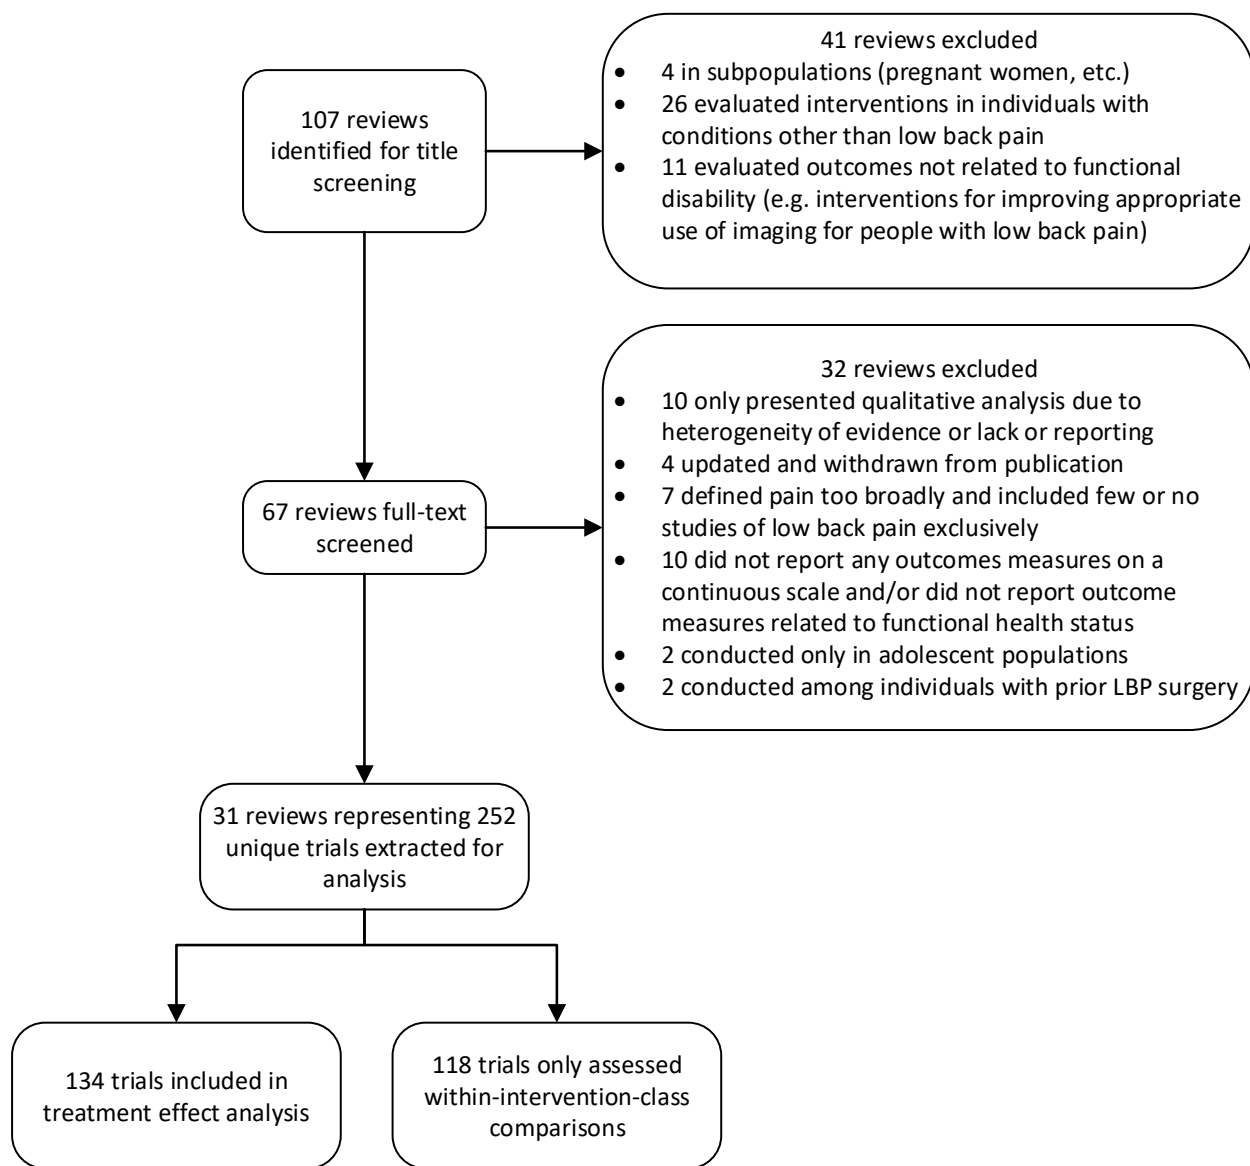 107 reviews
identified for title
screening
41 reviews excluded
• 4 in subpopulations (pregnant women, etc.)
• 26 evaluated interventions in individuals with
conditions other than low back pain
• 11 evaluated outcomes not related to functional
disability (e.g. interventions for improving appropriate
use of imaging for people with low back pain)
67 reviews full-text
screened
32 reviews excluded
• 10 only presented qualitative analysis due to
heterogeneity of evidence or lack or reporting
• 4 updated and withdrawn from publication
• 7 defined pain too broadly and included few or no
studies of low back pain exclusively
• 10 did not report any outcomes measures on a
continuous scale and/or did not report outcome
measures related to functional health status
• 2 conducted only in adolescent populations
• 2 conducted among individuals with prior LBP surgery
31 reviews representing 252
unique trials extracted for
analysis
134 trials included in
treatment effect analysis
118 trials only assessed
within-intervention-class
comparisons